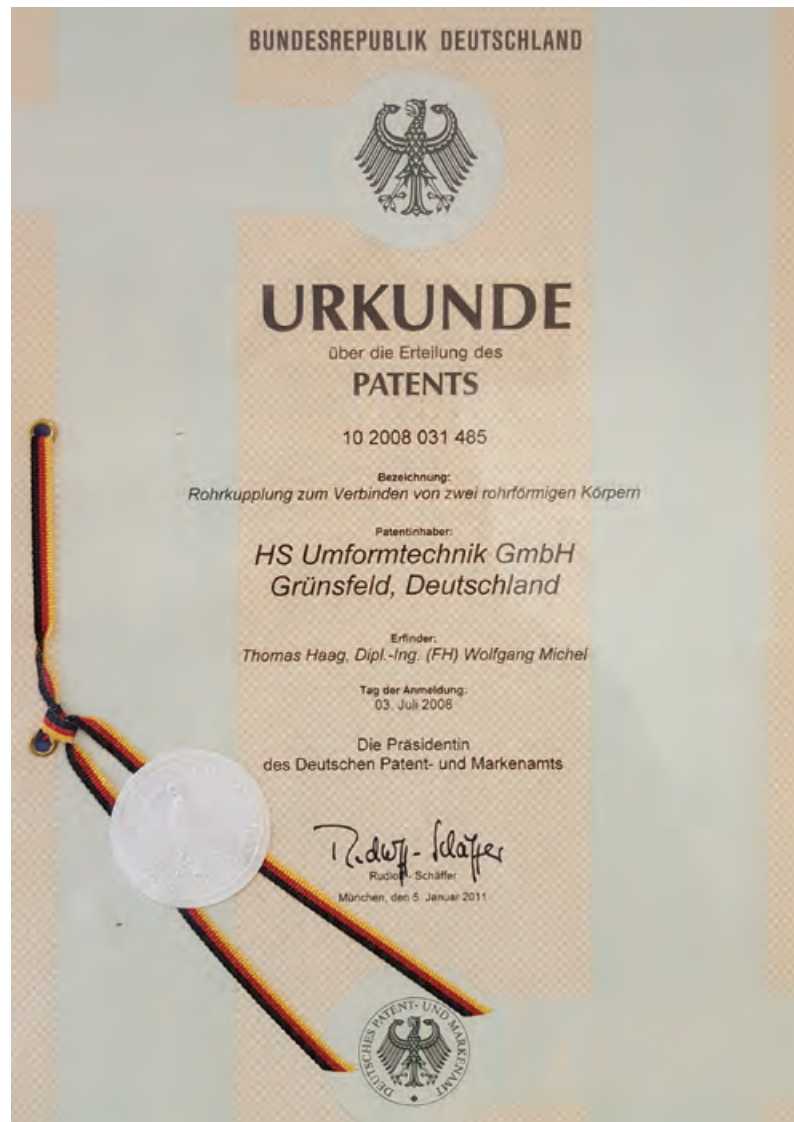 BUNDESREPUBLIK DEUTSCHLAND
URKUNDE
über die Erteilung des
PATENTS
10 2008 031 485
Bezeichnung:
Rohrkupplung zum Verbinden von zwei rohrförmigen Körpern
Patentinhaber:
HS Umformtechnik GmbH
Grünsfeld, Deutschland
Erfinder:
Thomas Haag, Dipl.-Ing. (FH) Wolfgang Michel
Tag der Anmeldung:
03. Juli 2008
Die Präsidentin
des Deutschen Patent- und Markenamts
Rudloff-Schäffer
Rudloff - Schäffer
München, den 5. Januar 2011
DEUTSCHES PATENT- UND MARKENAMT